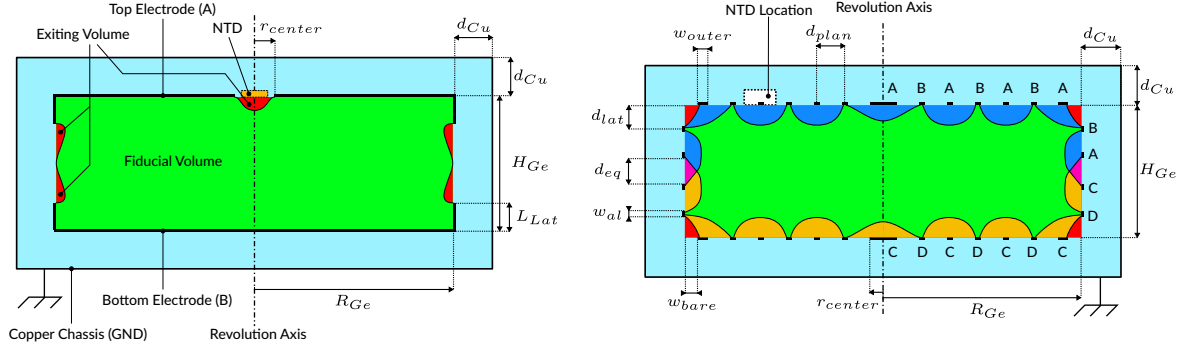 Top Electrode (A)
NTD
r_center
Exiting Volume
d_Cu
d_Cu
Fiducial Volume
H_Ge
L_Lat
Bottom Electrode (B)
R_Ge
Copper Chassis (GND)
Revolution Axis
NTD Location
Revolution Axis
w_outer
d_plan
d_Cu
A B A B A B A
d_Cu
d_lat
B
A
d_eq
H_Ge
C
w_al
D
C D C D C D C
w_bare
r_center
R_Ge